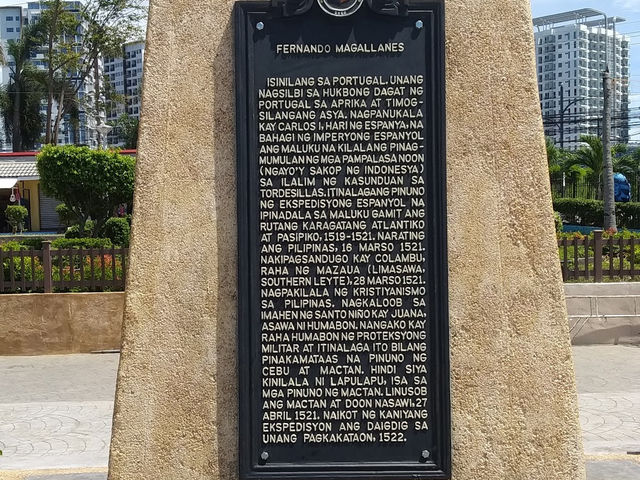 FERNANDO MAGALLANES
ISINILANG SA PORTUGAL. UNANG
NAGSILBI SA HUKBONG DAGAT NG
PORTUGAL SA APRIKA AT TIMOG-
SILANGANG ASYA. NAGPANUKALA
KAY CARLOS I, HARI NG ESPANYA, NA
BAHAGI NG IMPERYONG ESPANYOL
ANG MALUKU NA KILALANG PINAG-
MUMULAN NG MGA PAMPALASA NOON
(NGAYO'Y SAKOP NG INDONESYA)
SA ILALIM NG KASUNDUAN SA
TORDESILLAS. ITINALAGANG PINUNO
NG EKSPEDISYONG ESPANYOL NA
IPINADALA SA MALUKU GAMIT ANG
RUTANG KARAGATANG ATLANTIKO
AT PASIPIKO, 1519-1521. NARATING
ANG PILIPINAS, 16 MARSO 1521.
NAKIPAGSANDUGO KAY COLAMBU,
RAHA NG MAZAUA (LIMASAWA,
SOUTHERN LEYTE), 28 MARSO 1521.
NAGPAKILALA NG KRISTIYANISMO
SA PILIPINAS. NAGKALOOB SA
IMAHEN NG SANTO NIÑO KAY JUANA,
ASAWA NI HUMABON. NANGAKO KAY
RAHA HUMABON NG PROTEKSYONG
MILITAR AT ITINALAGA ITO BILANG
PINAKAMATAAS NA PINUNO NG
CEBU AT MACTAN. HINDI SIYA
KINILALA NI LAPULAPU, ISA SA
MGA PINUNO NG MACTAN. LINUSOB
ANG MACTAN AT DOON NASAWI, 27
ABRIL 1521. NAIKOT NG KANIYANG
EKSPEDISYON ANG DAIGDIG SA
UNANG PAGKAKATAON, 1522.